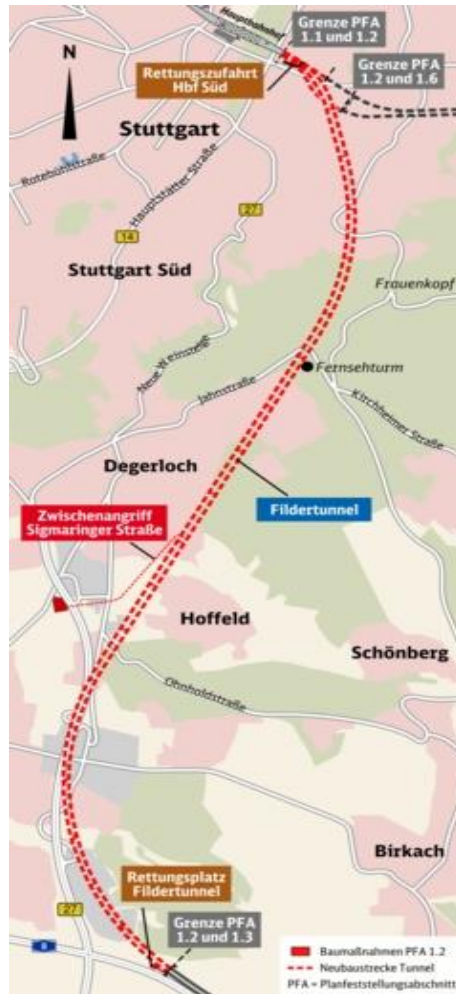 Hauptbahnhof
Grenze PFA
1.1 und 1.2
N
Grenze PFA
1.2 und 1.6
Rettungszufahrt
Hbf Süd
Stuttgart
Rotebühlstraße
Hauptstätter Straße
27
14
Stuttgart Süd
Frauenkopf
Neue Weinsteige
Jahnstraße
Fernsehturm
Kirchheimer Straße
Degerloch
Zwischenangriff
Sigmaringer Straße
Fildertunnel
Hoffeld
Schönberg
Ohnholdstraße
Birkach
Rettungsplatz
Fildertunnel
27
Grenze PFA
1.2 und 1.3
8
Baumaßnahmen PFA 1.2
Neubaustrecke Tunnel
PFA = Planfeststellungsabschnitt